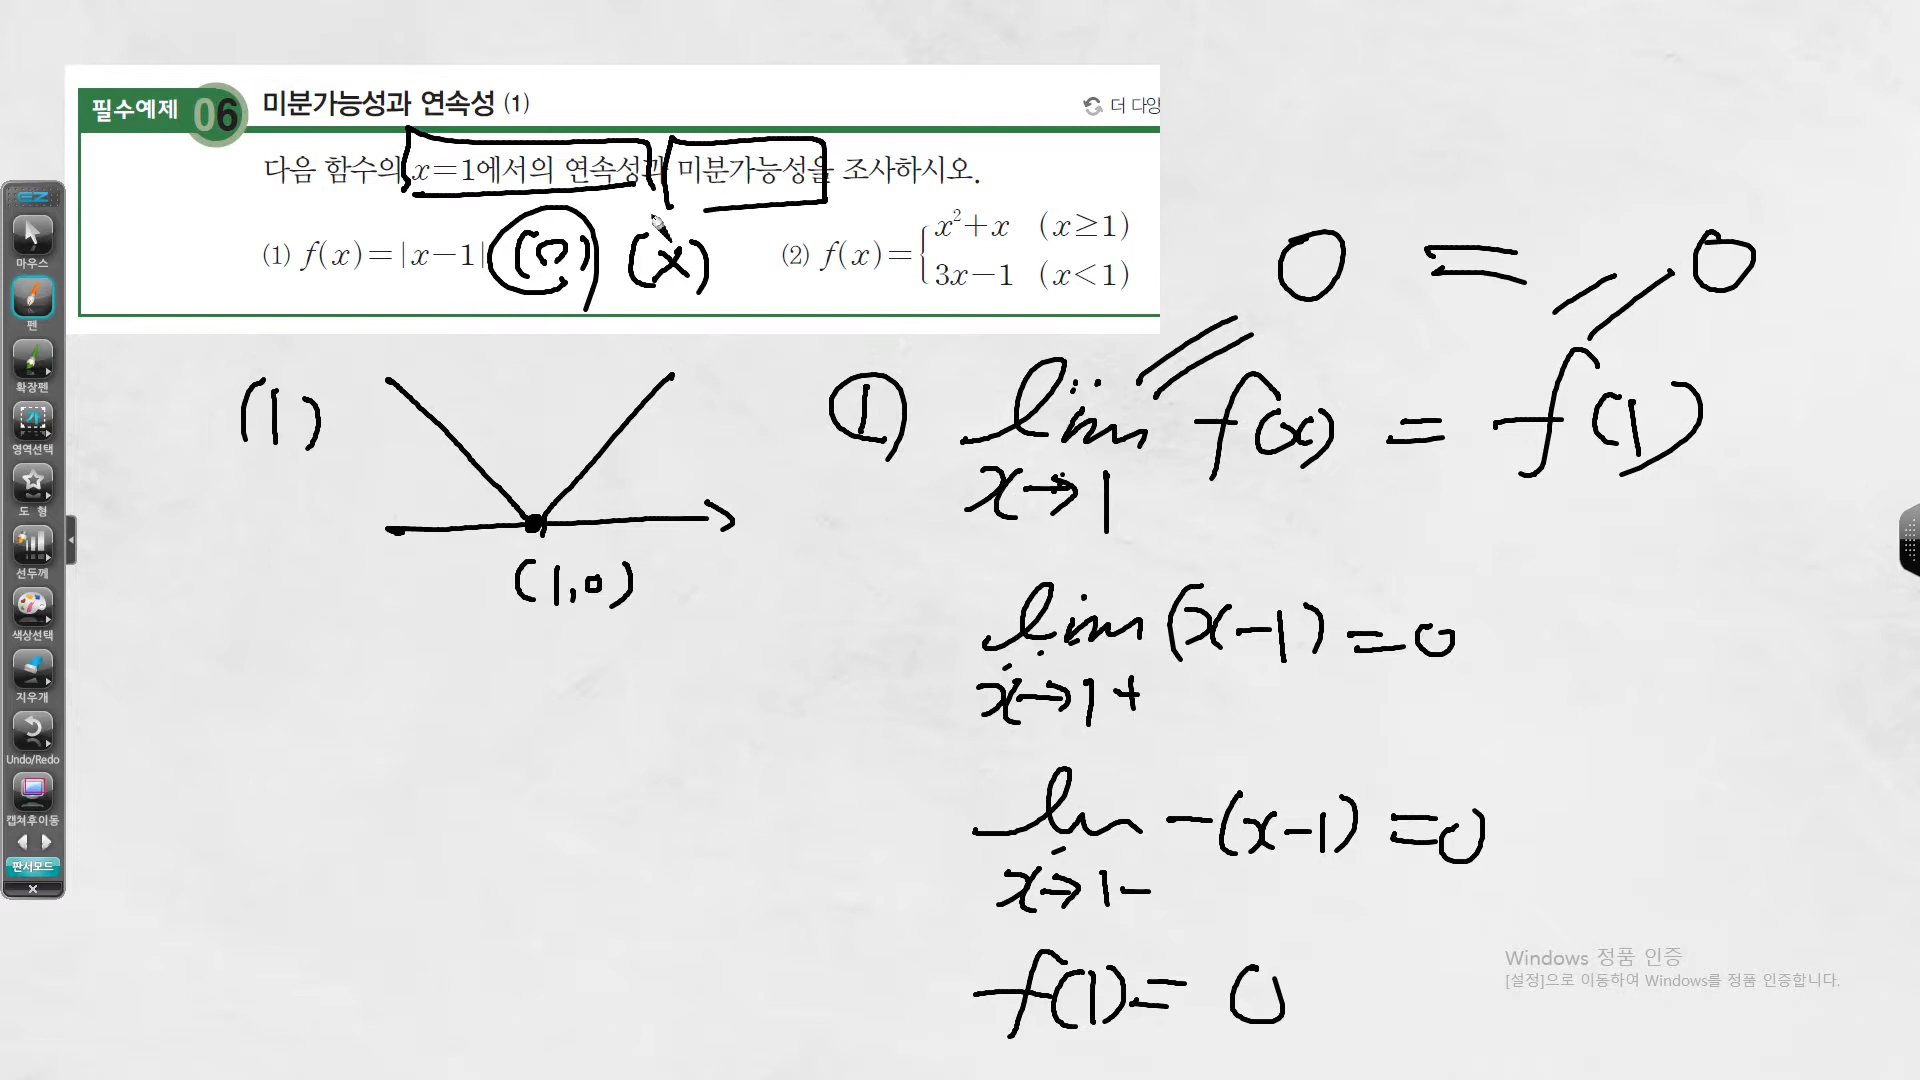 필수예제 06 미분가능성과 연속성 (1) 더 다양
다음 함수의 x=1에서의 연속성과 미분가능성을 조사하시오.
(1) f(x)=|x-1| (o) (x)
(2) f(x)={ x²+x (x≥1)
3x-1 (x<1)
0 = 0
(1)
(1,0)
① lim f(x) = f(1)
x→1
lim (x-1) = 0
x→1+
lim -(x-1) = 0
x→1-
f(1) = 0
EZ
마우스
펜
확장펜
영역선택
도 형
선두께
색상선택
지우개
Undo/Redo
캡쳐후이동
판서모드
x
Windows 정품 인증
[설정]으로 이동하여 Windows를 정품 인증합니다.